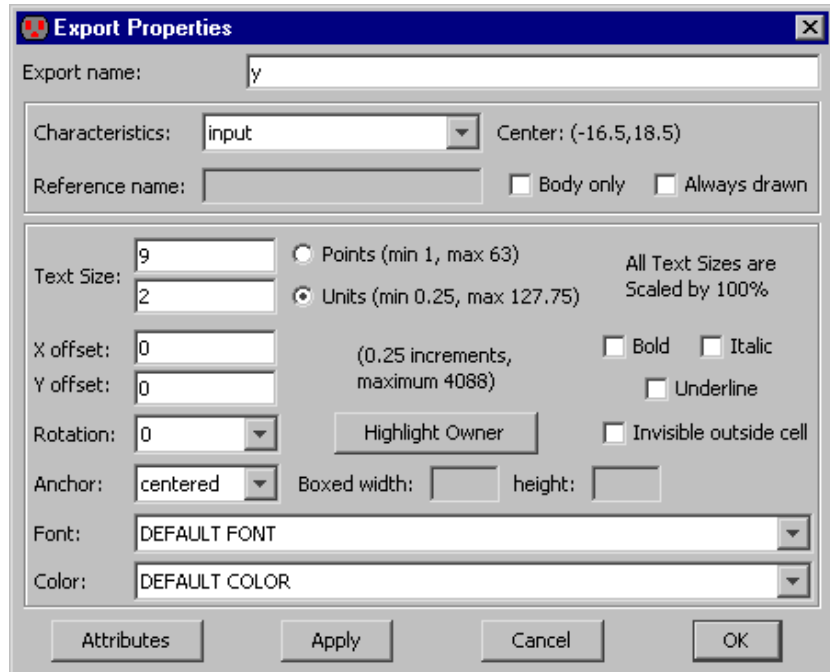 Export Properties
Export name: y
Characteristics: input Center: (-16.5,18.5)
Reference name: Body only Always drawn
Text Size: 9 Points (min 1, max 63) All Text Sizes are
2 Units (min 0.25, max 127.75) Scaled by 100%
X offset: 0 (0.25 increments, Bold Italic
Y offset: 0 maximum 4088) Underline
Rotation: 0 Highlight Owner Invisible outside cell
Anchor: centered Boxed width: height:
Font: DEFAULT FONT
Color: DEFAULT COLOR
Attributes Apply Cancel OK